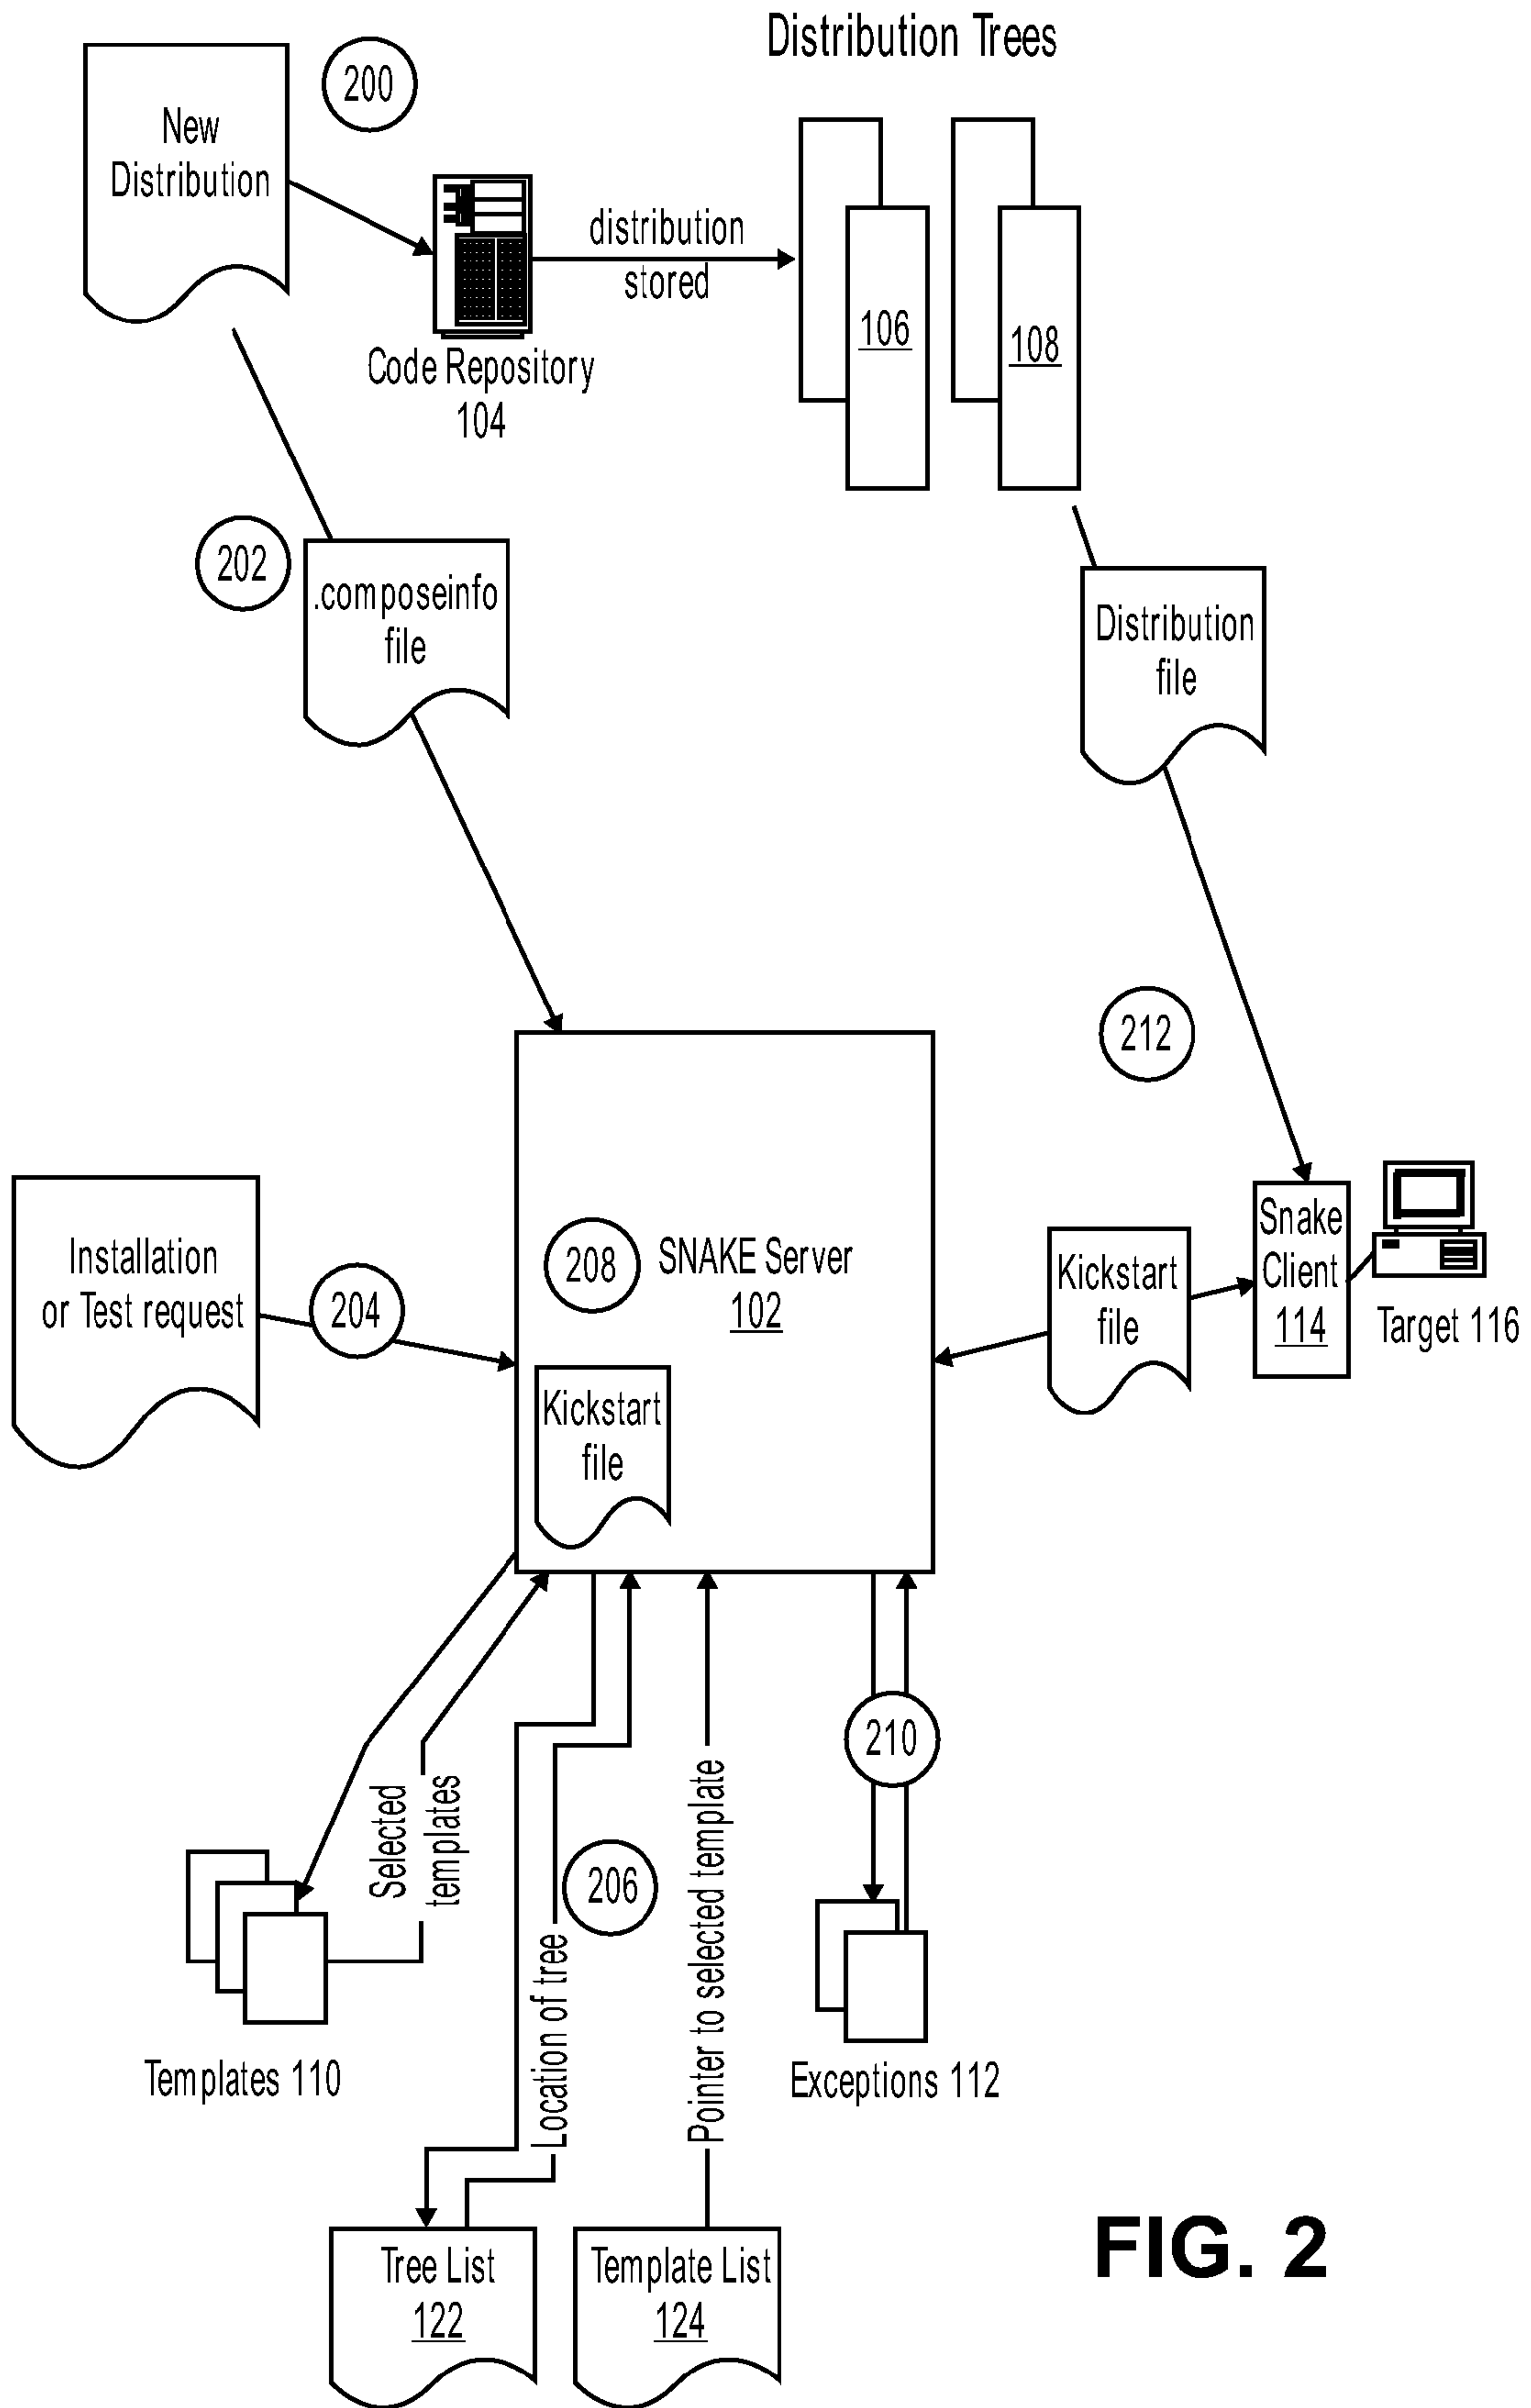 Distribution Trees
200
New
Distribution
distribution
stored
106
108
Code Repository
104
202
.composeinfo
file
Distribution
file
212
Installation
or Test request
204
208
SNAKE Server
102
Kickstart
file
Kickstart
file
Snake
Client
114
Target 116
Selected
templates
206
Location of tree
Pointer to selected template
210
Templates 110
Exceptions 112
Tree List
122
Template List
124
FIG. 2